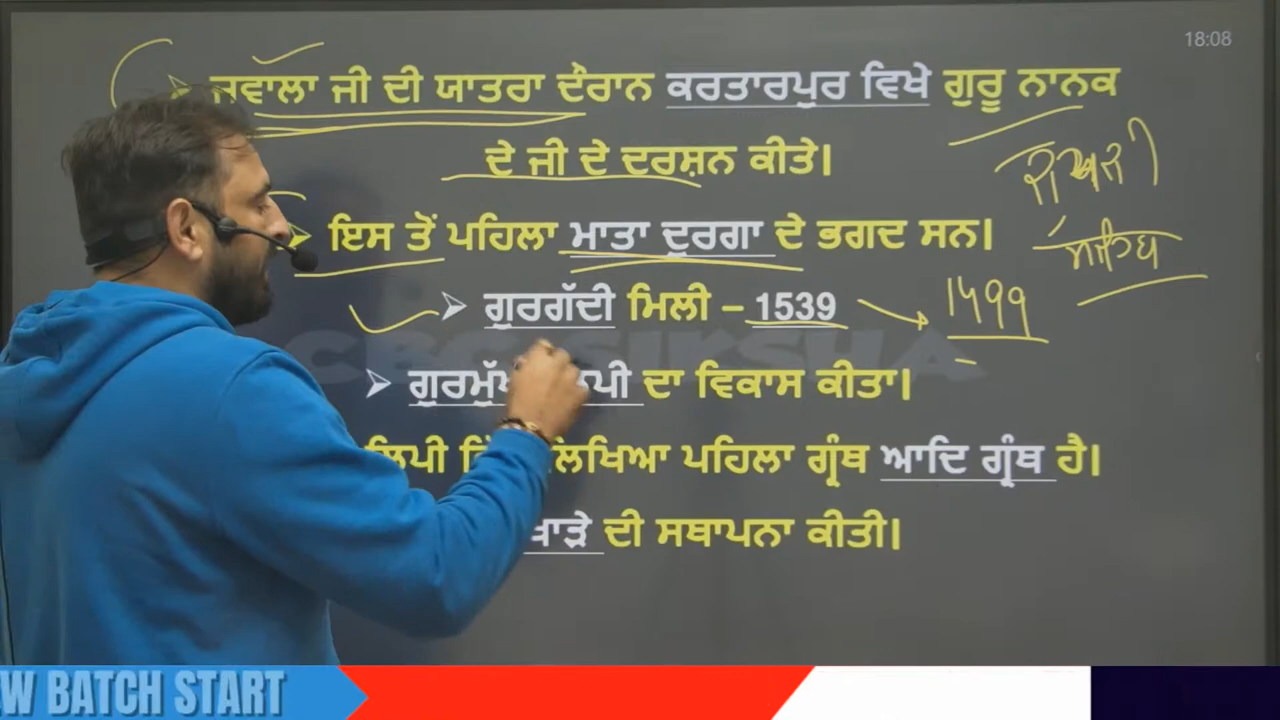 18:08
ਜਵਾਲਾ ਜੀ ਦੀ ਯਾਤਰਾ ਦੌਰਾਨ ਕਰਤਾਰਪੁਰ ਵਿਖੇ ਗੁਰੂ ਨਾਨਕ
ਦੇ ਜੀ ਦੇ ਦਰਸ਼ਨ ਕੀਤੇ।
ਇਸ ਤੋਂ ਪਹਿਲਾ ਮਾਤਾ ਦੁਰਗਾ ਦੇ ਭਗਦ ਸਨ।
ਗੁਰਗੱਦੀ ਮਿਲੀ – 1539
1499
ਦਾ ਵਿਕਾਸ ਕੀਤਾ।
ਲਿਖਿਆ ਪਹਿਲਾ ਗ੍ਰੰਥ ਆਦਿ ਗ੍ਰੰਥ ਹੈ।
ਦੀ ਸਥਾਪਨਾ ਕੀਤੀ।
W BATCH START